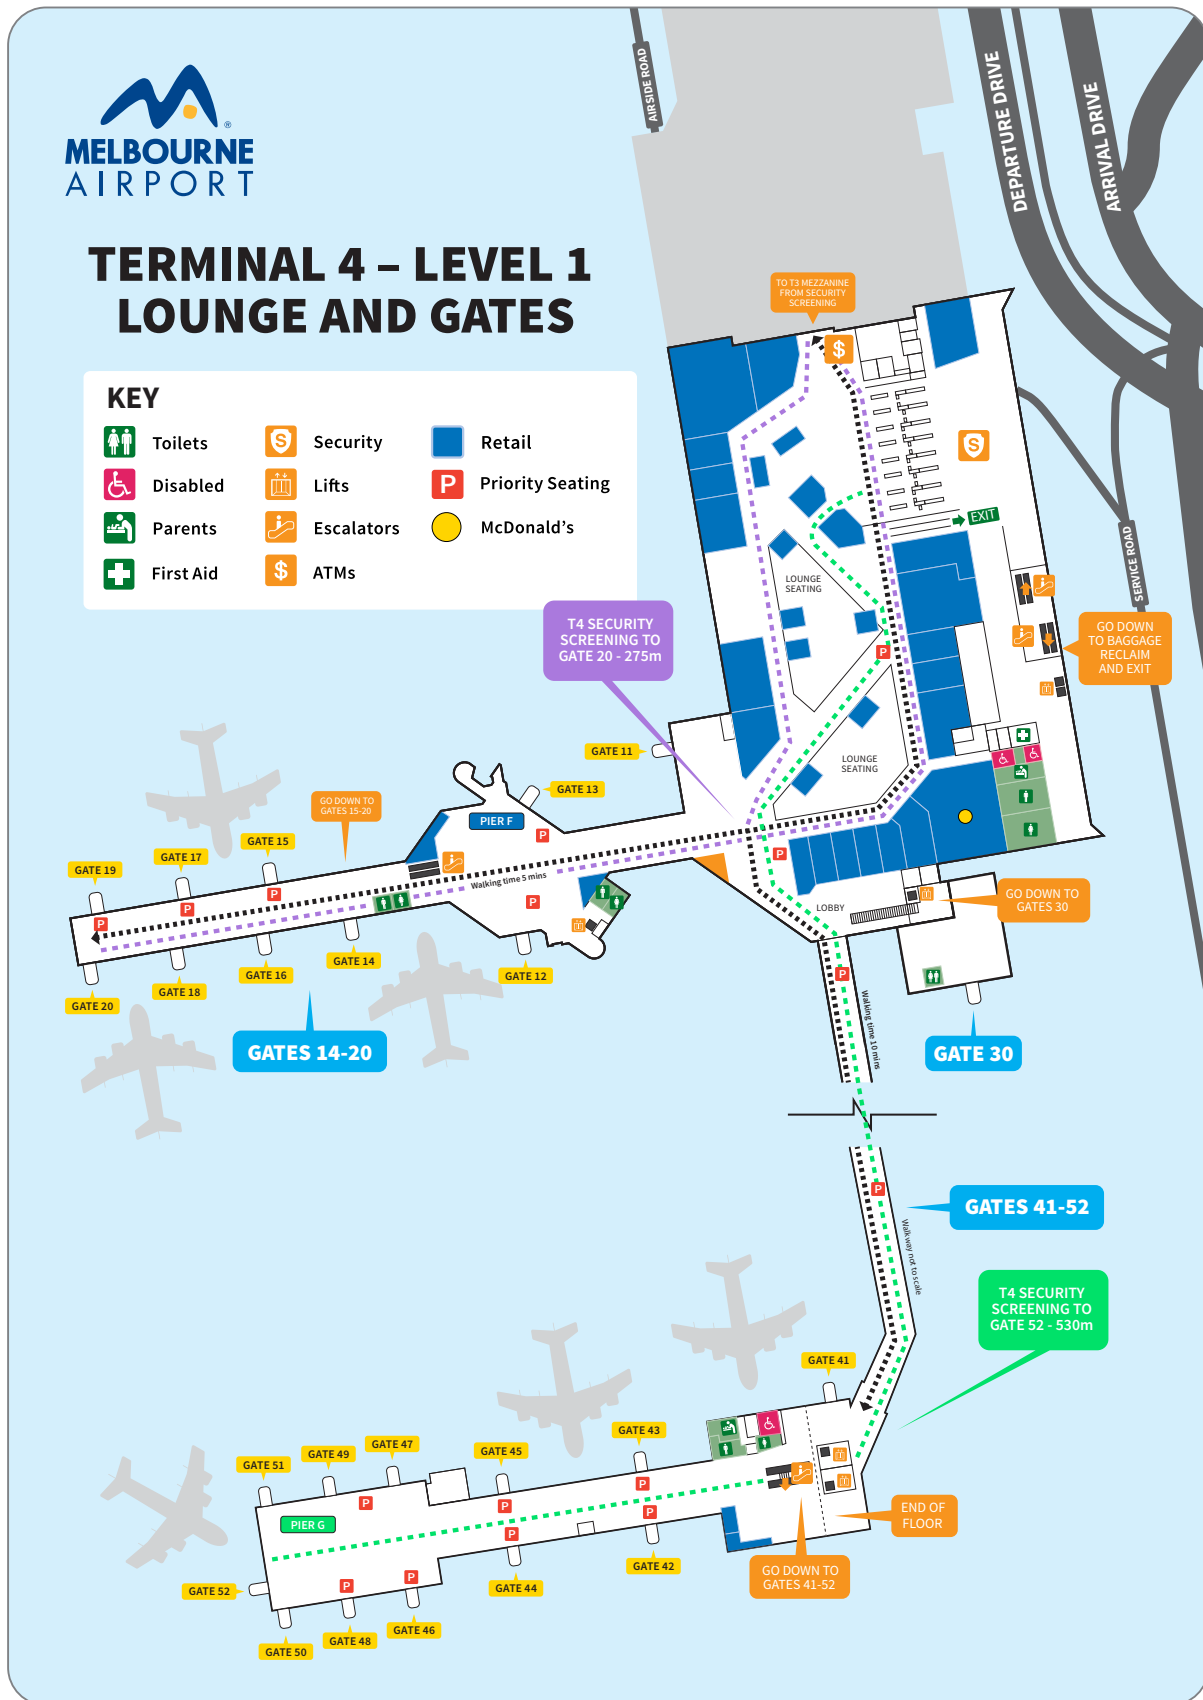 AIRSIDE ROAD
DEPARTURE DRIVE
ARRIVAL DRIVE
®
MELBOURNE
AIRPORT
TERMINAL 4 – LEVEL 1
LOUNGE AND GATES
TO T3 MEZZANINE
FROM SECURITY
SCREENING
$
KEY
Toilets
Disabled
Parents
First Aid
S
Security
Lifts
Escalators
$
ATMs
Retail
P
Priority Seating
McDonald's
S
EXIT
SERVICE ROAD
LOUNGE
SEATING
T4 SECURITY
SCREENING TO
GATE 20 - 275m
P
GO DOWN
TO BAGGAGE
RECLAIM
AND EXIT
LOUNGE
SEATING
GATE 11
GATE 13
GO DOWN TO
GATES 15-20
PIER F
P
GATE 15
GATE 17
GATE 19
P
P
P
Walking time 5 mins
P
P
LOBBY
GO DOWN TO
GATES 30
GATE 14
GATE 16
GATE 18
GATE 20
GATE 12
P
Walking time 10 mins
GATES 14-20
GATE 30
P
GATES 41-52
Walkway not to scale
T4 SECURITY
SCREENING TO
GATE 52 - 530m
GATE 41
GATE 43
GATE 45
GATE 47
GATE 49
GATE 51
P
P
P
P
P
PIER G
END OF
FLOOR
GATE 42
GO DOWN TO
GATES 41-52
GATE 44
P
P
GATE 52
GATE 46
GATE 48
GATE 50